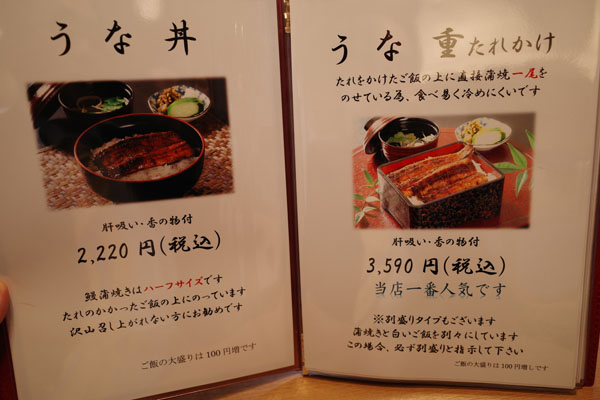 うな丼
肝吸い・香の物付
2,220円(税込)
鰻蒲焼きはハーフサイズです
たれのかかったご飯の上にのっています
沢山召し上がれない方にお勧めです
ご飯の大盛りは100円増です
うな重たれかけ
たれをかけたご飯の上に直接蒲焼一尾を
のせている為、食べ易く冷めにくいです
肝吸い・香の物付
3,590円(税込)
当店一番人気です
※別盛りタイプもございます
蒲焼きと白いご飯を別々にしています
この場合、必ず別盛りと指示して下さい
ご飯の大盛りは100円増しです